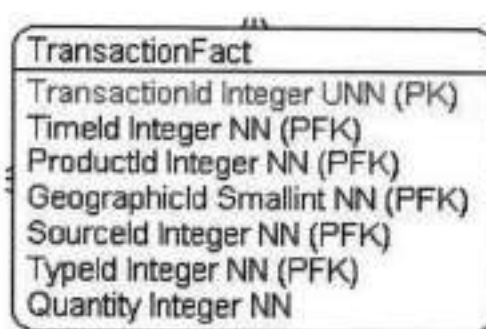 TransactionFact
TransactionId Integer UNN (PK)
TimeId Integer NN (PFK)
ProductId Integer NN (PFK)
GeographicId Smallint NN (PFK)
SourceId Integer NN (PFK)
TypeId Integer NN (PFK)
Quantity Integer NN